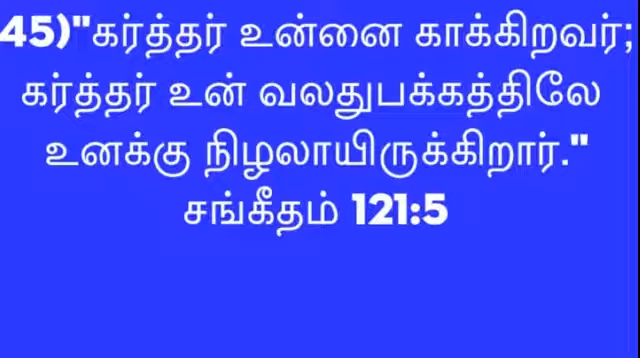 45)"கர்த்தர் உன்னை காக்கிறவர்;
கர்த்தர் உன் வலதுபக்கத்திலே
உனக்கு நிழலாயிருக்கிறார்."
சங்கீதம் 121:5